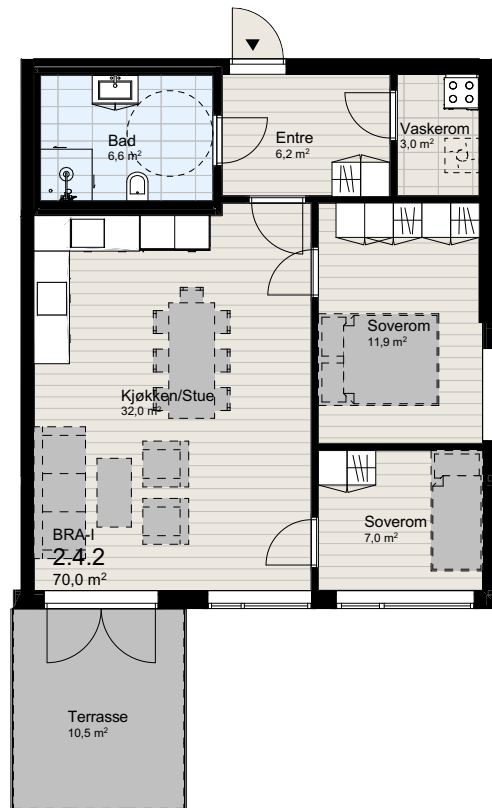 Bad
6,6 m²
Entre
6,2 m²
Vaskerom
3,0 m²
Soverom
11,9 m²
Kjøkken/Stue
32,0 m²
Soverom
7,0 m²
BRA-I
2.4.2
70,0 m²
Terrasse
10,5 m²